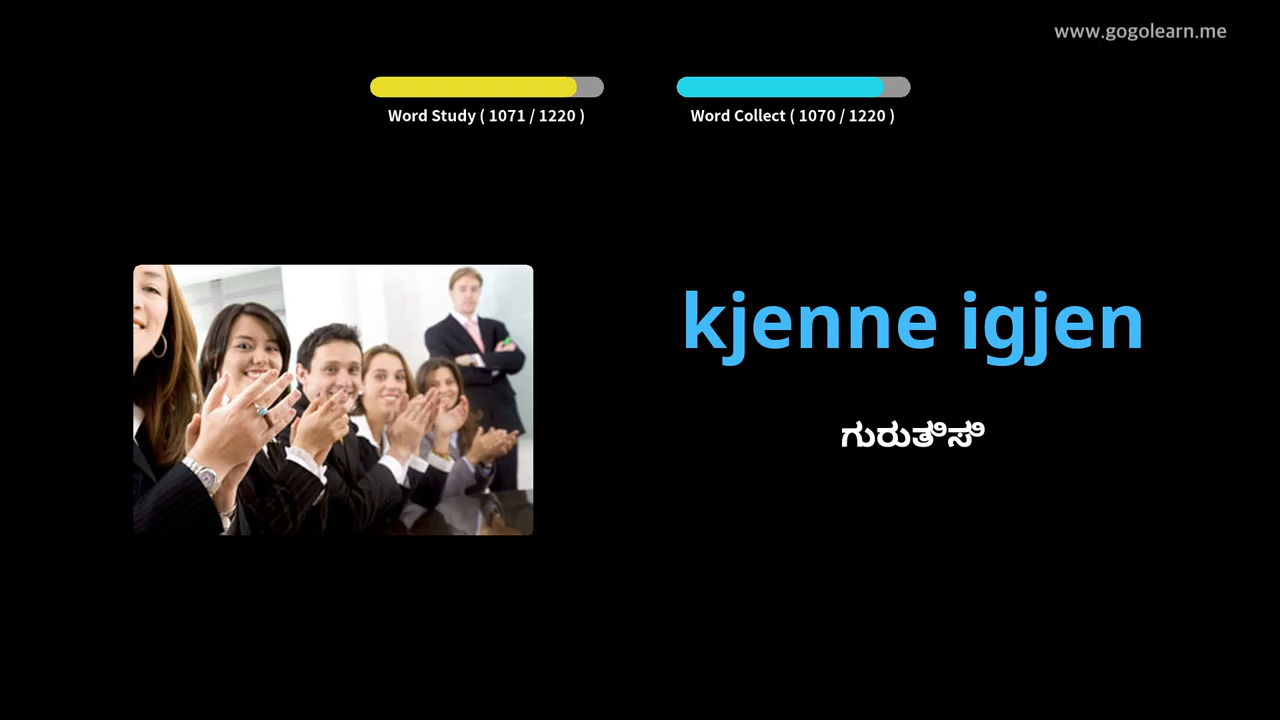 www.gogolearn.me
Word Study ( 1071 / 1220 )
Word Collect ( 1070 / 1220 )
kjenne igjen
ಗುರುತಿಸಿ